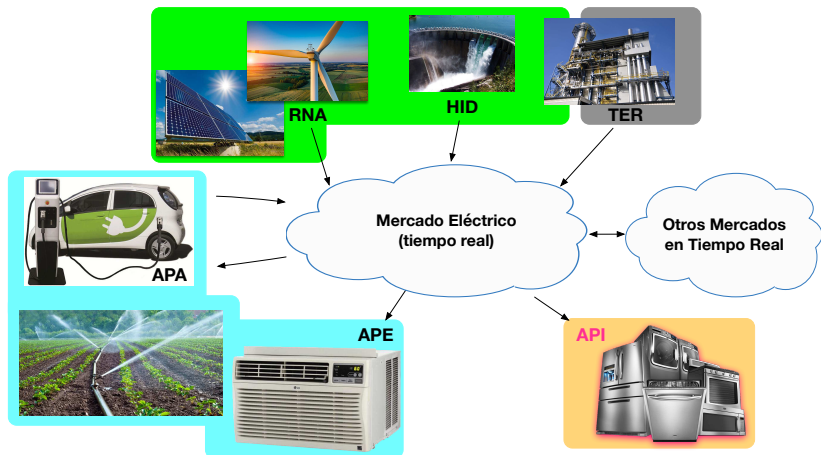 RNA
HID
TER
Mercado Eléctrico
(tiempo real)
Otros Mercados
en Tiempo Real
APA
APE
API